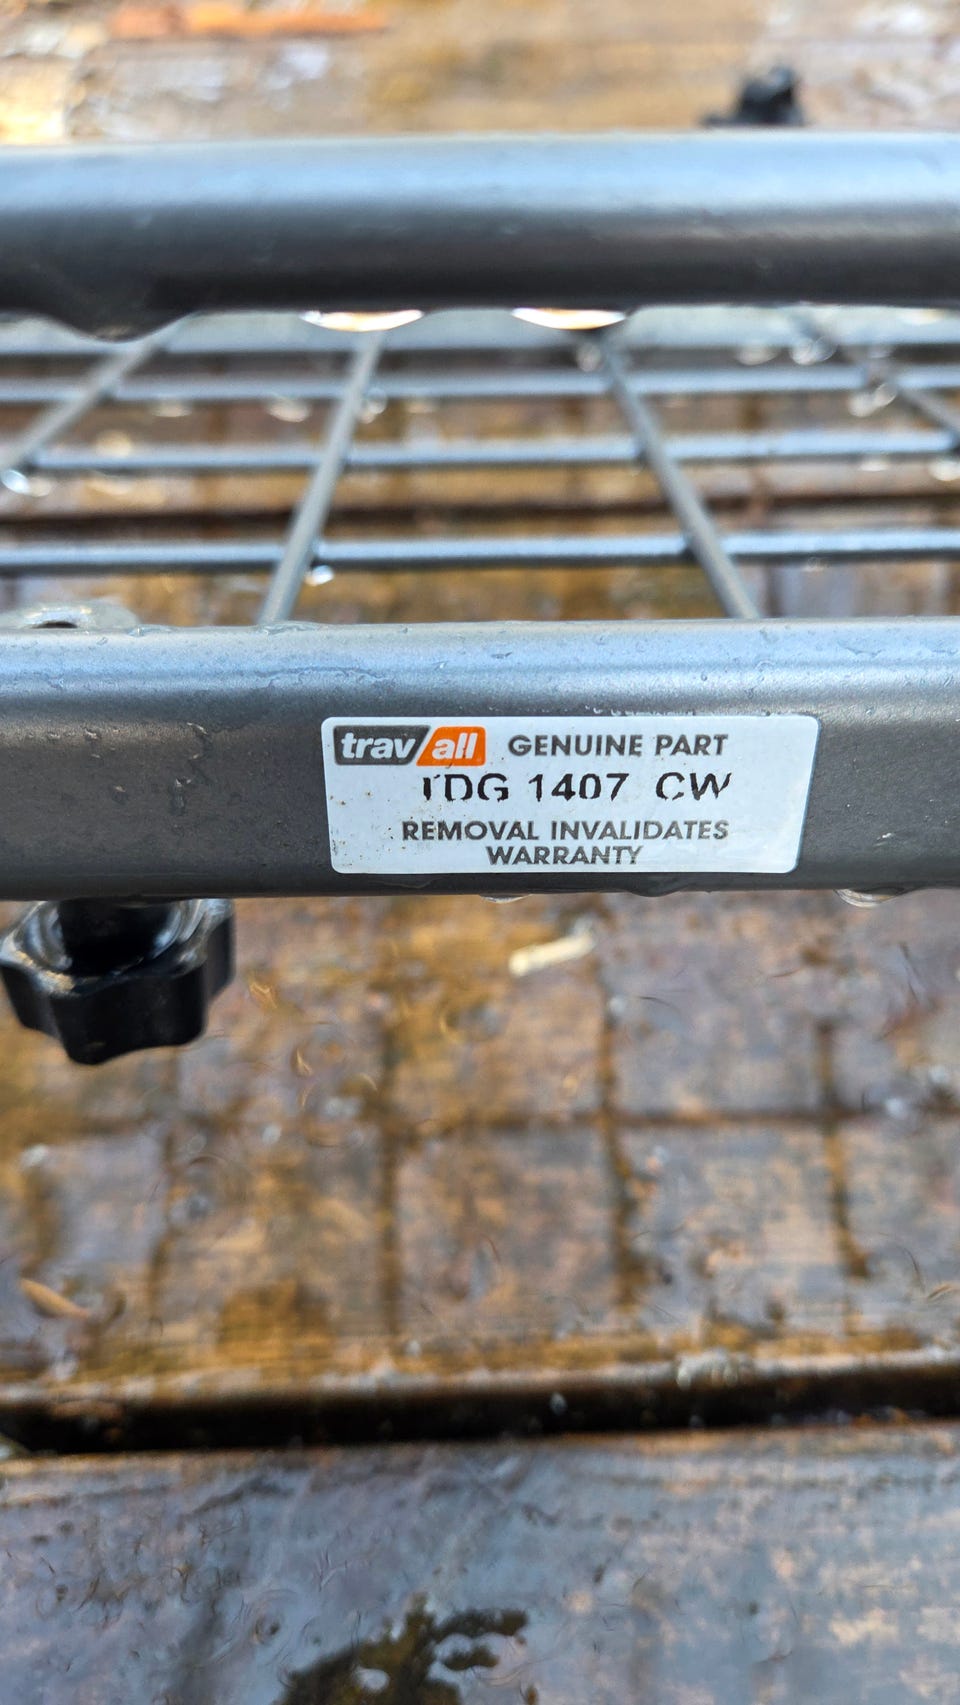 trav/all GENUINE PART
TDG 1407 CW
REMOVAL INVALIDATES
WARRANTY